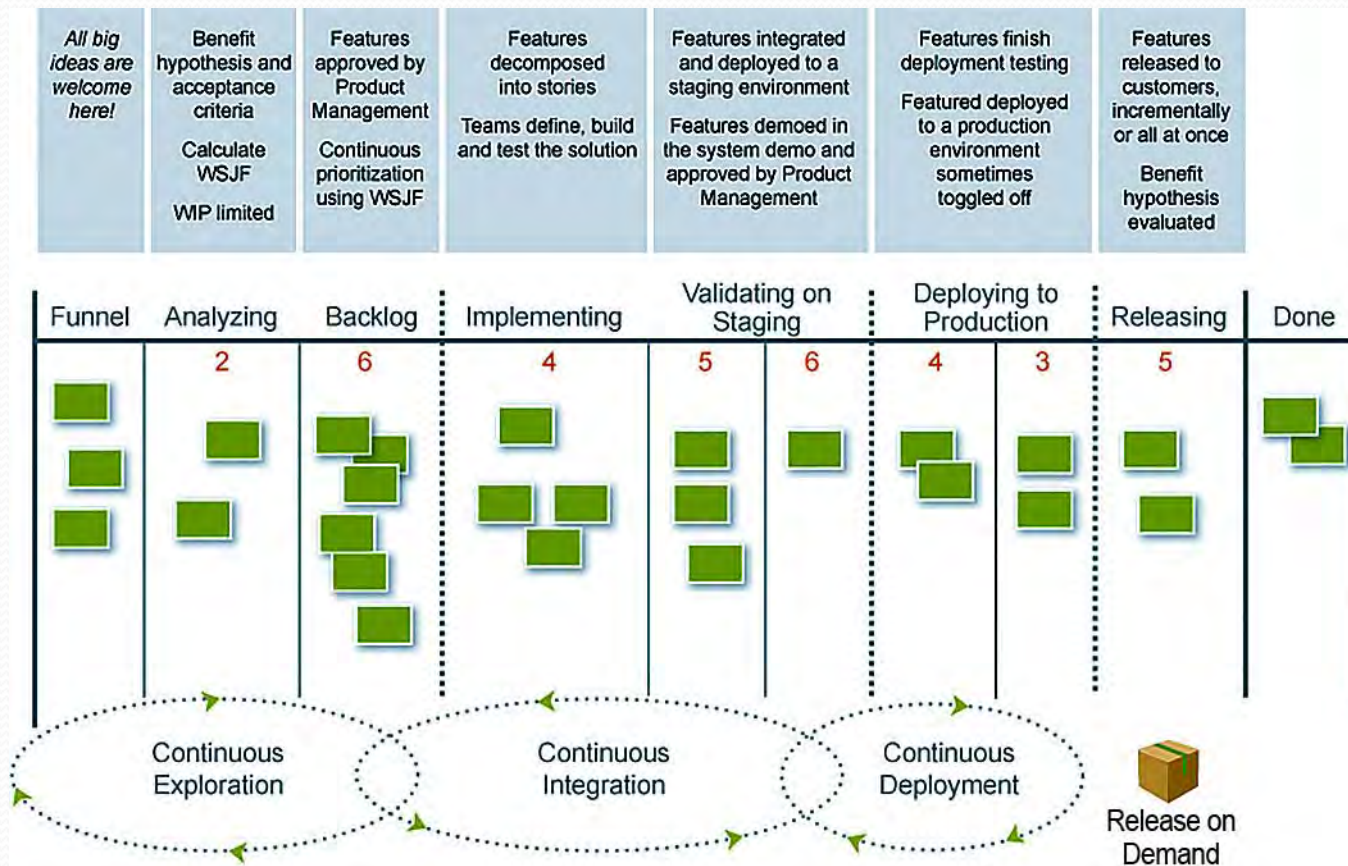 All big
ideas are
welcome
here!
Benefit
hypothesis and
acceptance
criteria
Calculate
WSJF
WIP limited
Features
approved by
Product
Management
Continuous
prioritization
using WSJF
Features
decomposed
into stories
Teams define, build
and test the solution
Features integrated
and deployed to a
staging environment
Features demoed in
the system demo and
approved by Product
Management
Features finish
deployment testing
Featured deployed
to a production
environment
sometimes
toggled off
Features
released to
customers,
incrementally
or all at once
Benefit
hypothesis
evaluated
Funnel
Analyzing
Backlog
Implementing
Validating on
Staging
Deploying to
Production
Releasing
Done
2
6
4
5
6
4
3
5
Continuous
Exploration
Continuous
Integration
Continuous
Deployment
Release on
Demand